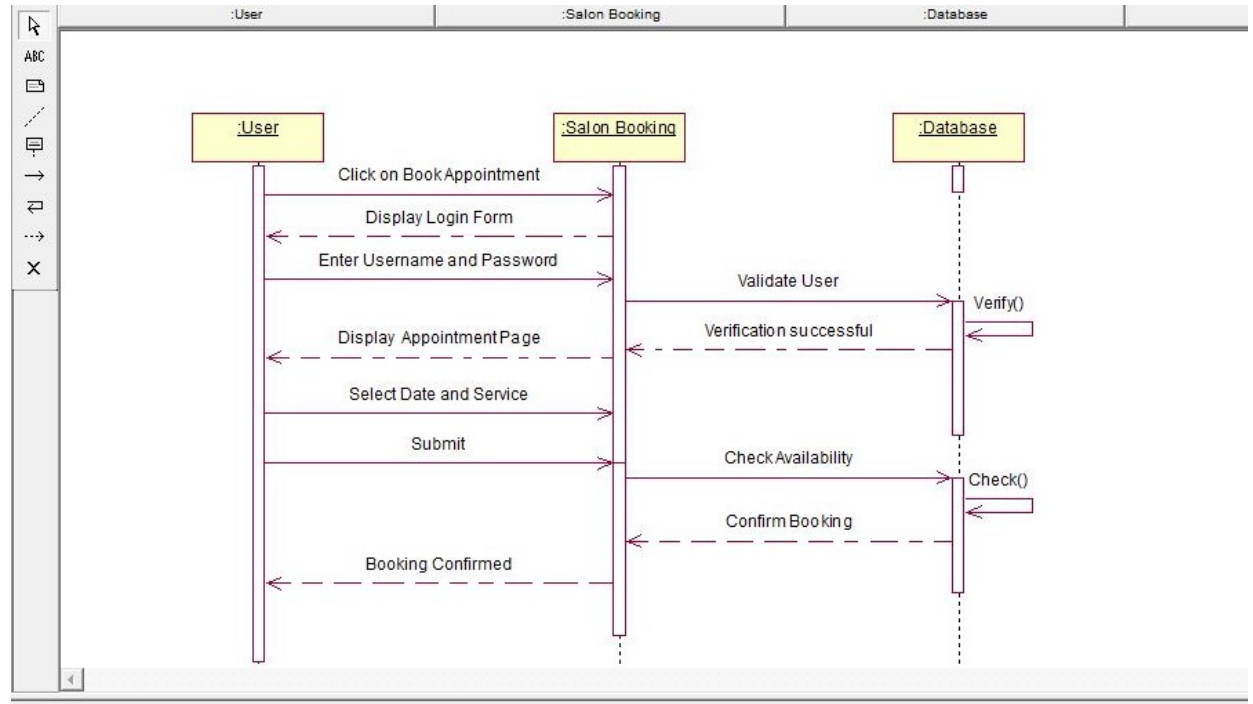 :User
:Salon Booking
:Database
ABC
:User
:Salon Booking
:Database
Click on Book Appointment
Display Login Form
Enter Username and Password
Validate User
Verify()
Verification successful
Display Appointment Page
Select Date and Service
Submit
Check Availability
Check()
Confirm Booking
Booking Confirmed